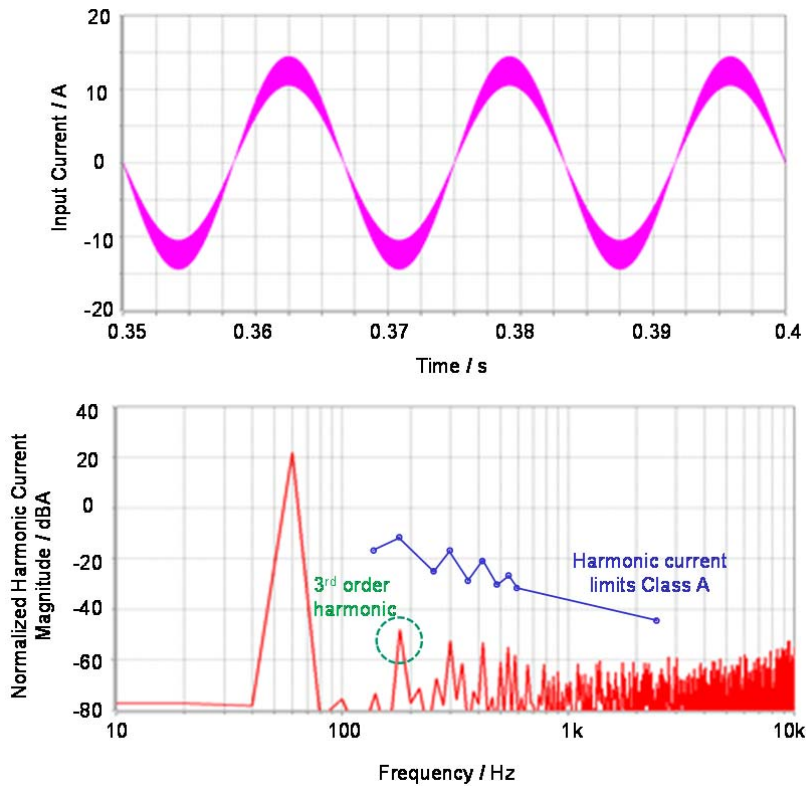 20
10
0
-10
-20
Input Current / A
0.35 0.36 0.37 0.38 0.39 0.4
Time / s
40
20
0
-20
-40
-60
-80
Normalized Harmonic Current
Magnitude / dBA
3rd order
harmonic
Harmonic current
limits Class A
10 100 1k 10k
Frequency / Hz